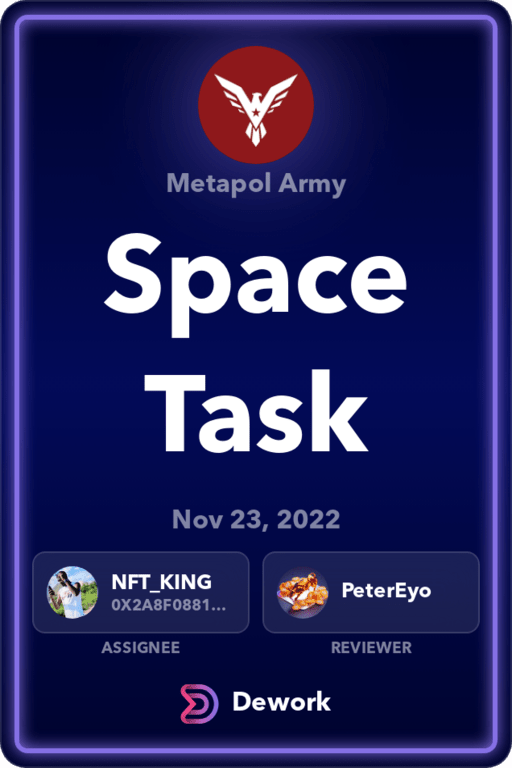 Metapol Army
Space
Task
Nov 23, 2022
NFT_KING
0X2A8F0881...
ASSIGNEE
PeterEyo
REVIEWER
Dework